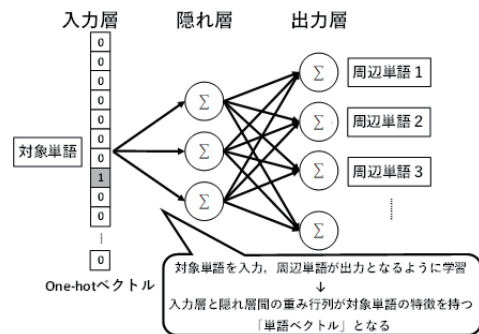 入力層
隠れ層
出力層
0
0
0
0
0
0
0
1
0
0
⋮
0
対象単語
One-hotベクトル
Σ
Σ
Σ
Σ
Σ
Σ
Σ
周辺単語 1
周辺単語 2
周辺単語 3
⋮
対象単語を入力, 周辺単語が出力となるように学習
↓
入力層と隠れ層間の重み行列が対象単語の特徴を持つ
「単語ベクトル」となる